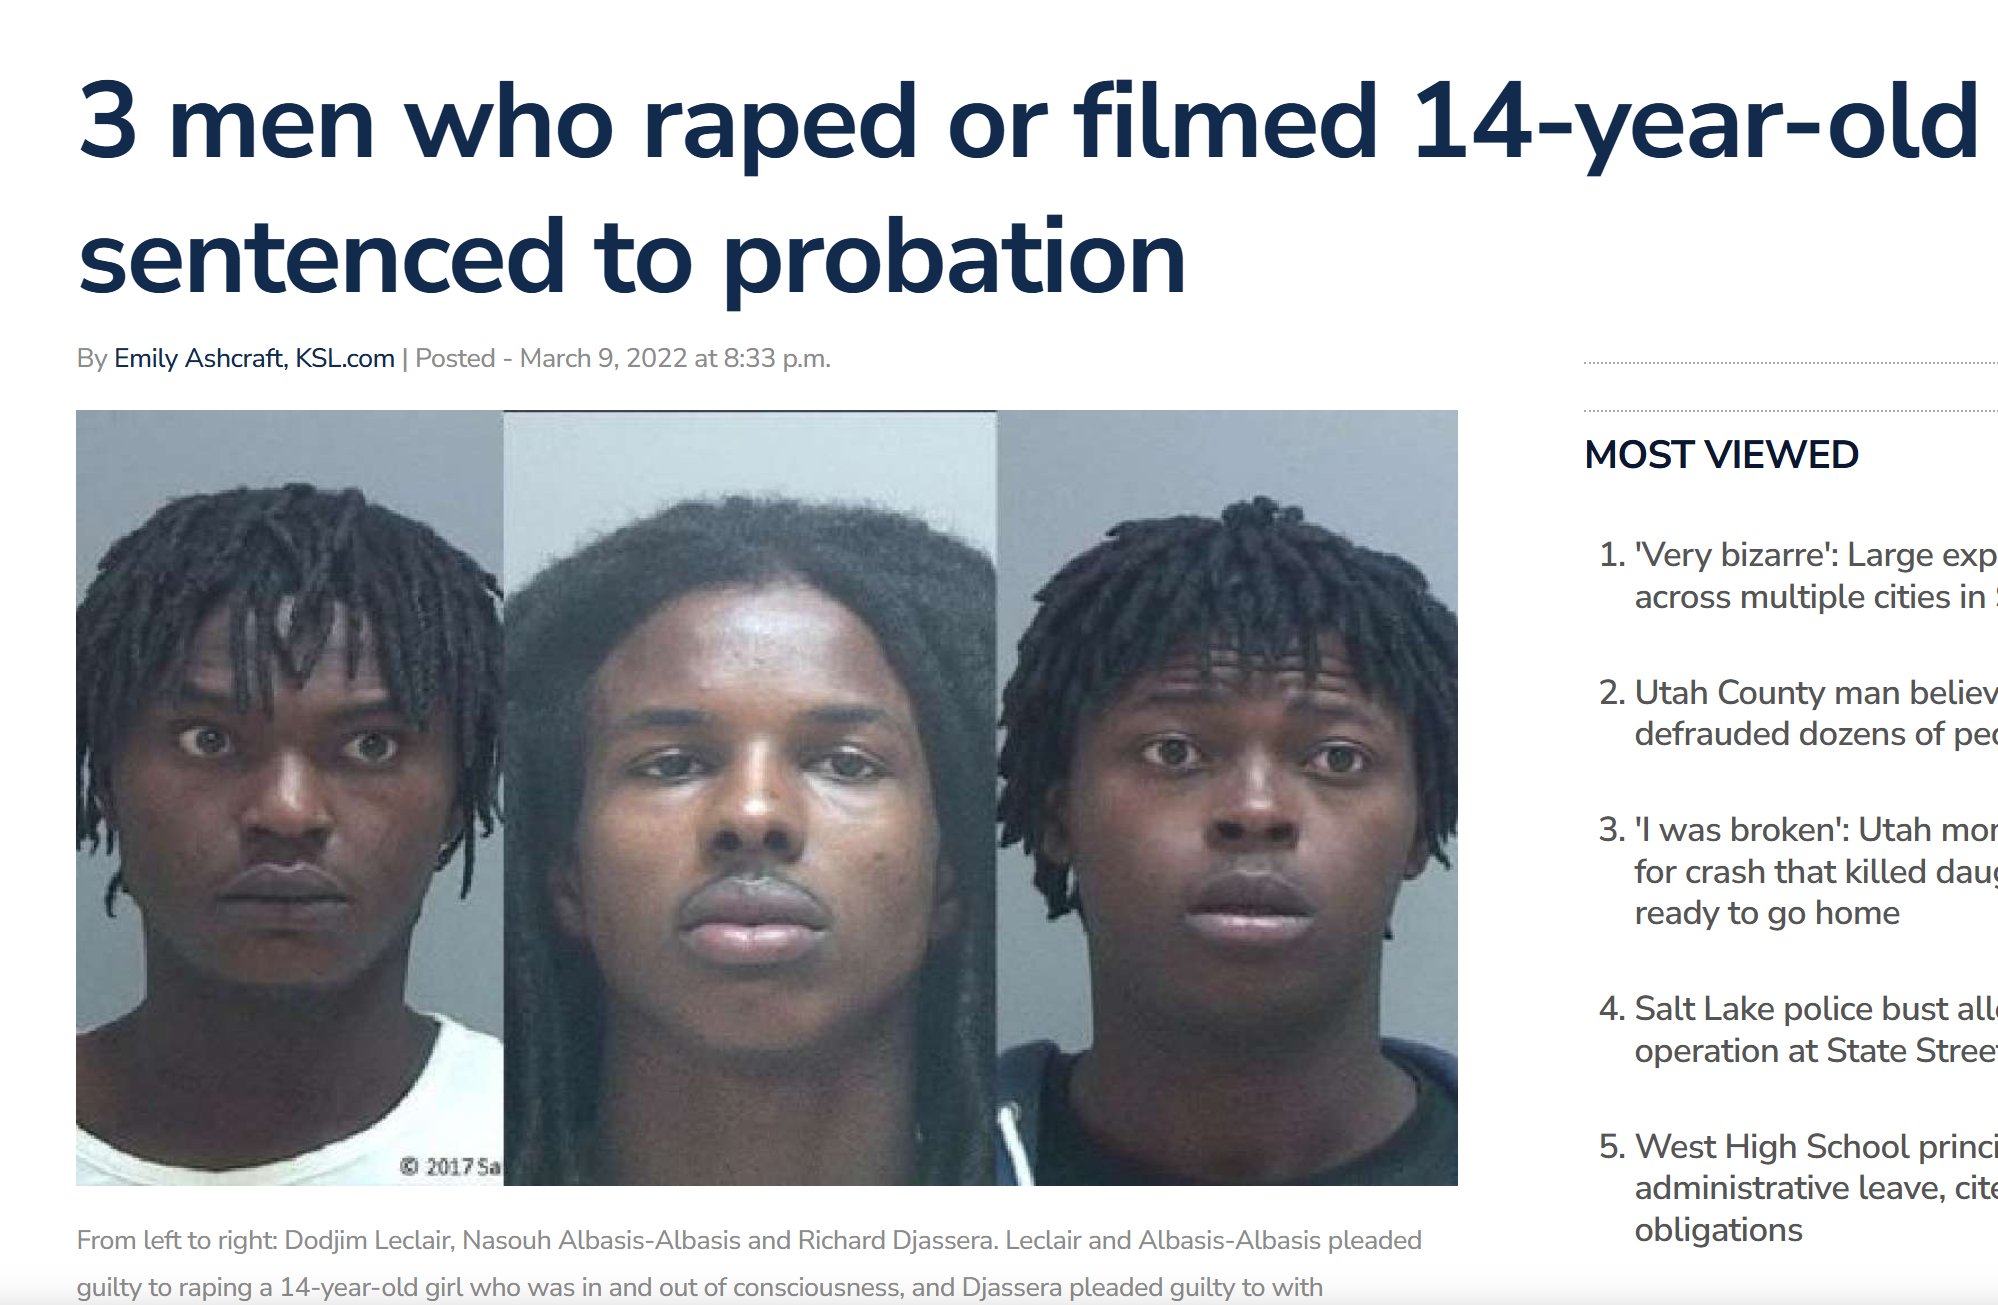 3 men who raped or filmed 14-year-old
sentenced to probation
By Emily Ashcraft, KSL.com | Posted - March 9, 2022 at 8:33 p.m.
© 2017 Sa
From left to right: Dodjim Leclair, Nasouh Albasis-Albasis and Richard Djassera. Leclair and Albasis-Albasis pleaded
guilty to raping a 14-year-old girl who was in and out of consciousness, and Djassera pleaded guilty to with
MOST VIEWED
1. 'Very bizarre': Large exp
across multiple cities in
2. Utah County man believ
defrauded dozens of peo
3. 'I was broken': Utah mor
for crash that killed daug
ready to go home
4. Salt Lake police bust alle
operation at State Street
5. West High School princi
administrative leave, cite
obligations